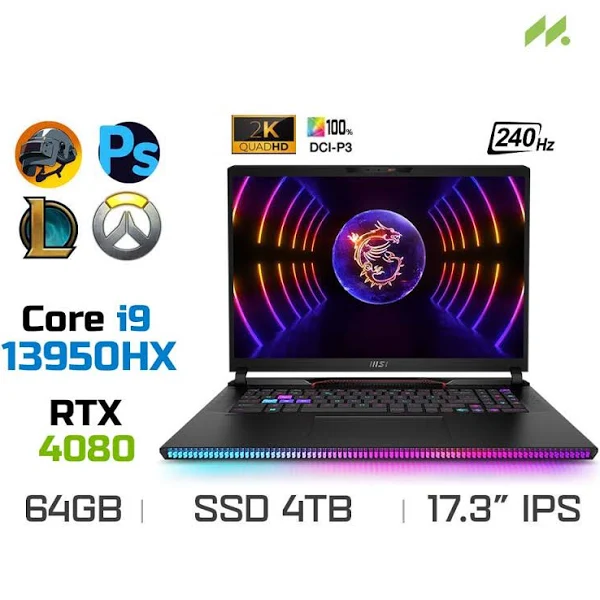 2K
QUADHD
100%
DCI-P3
240Hz
Ps
L
Core i9
13950HX
msi
RTX
4080
64GB | SSD 4TB | 17.3” IPS